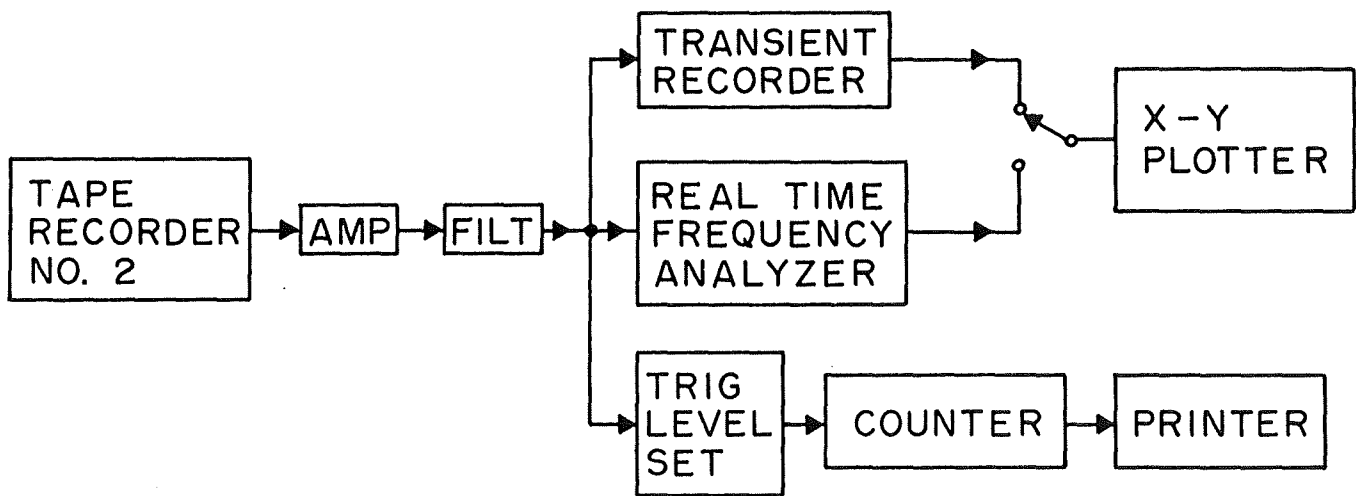 TRANSIENT
RECORDER
X-Y
PLOTTER
TAPE
RECORDER
NO. 2
AMP
FILT
REAL TIME
FREQUENCY
ANALYZER
TRIG
LEVEL
SET
COUNTER
PRINTER